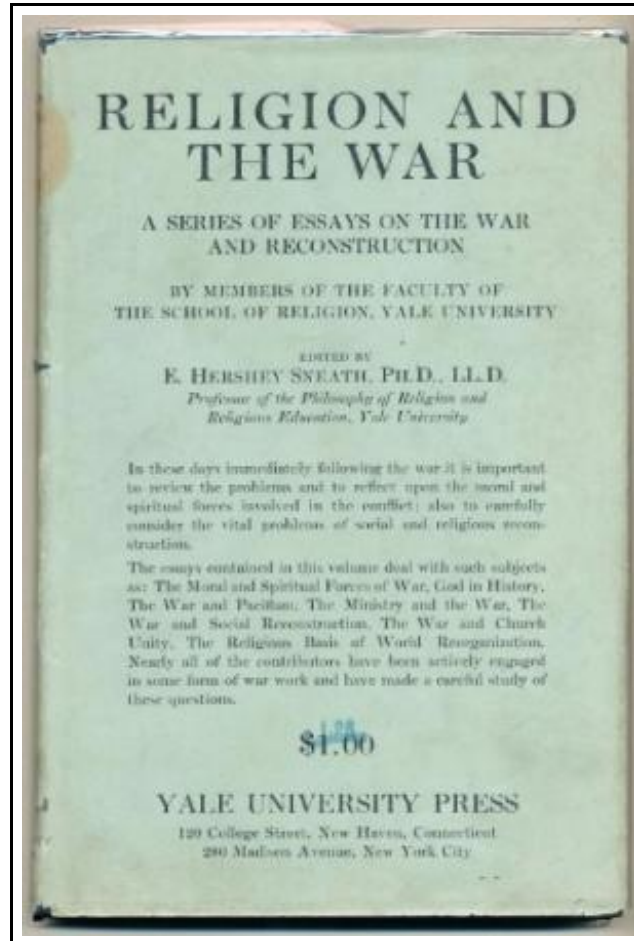 RELIGION AND
THE WAR
A SERIES OF ESSAYS ON THE WAR
AND RECONSTRUCTION
BY MEMBERS OF THE FACULTY OF
THE SCHOOL OF RELIGION, YALE UNIVERSITY
EDITED BY
E. HERSHEY SNEATH, PH.D., LL.D.
Professor of the Philosophy of Religion and
Religious Education, Yale University
In these days immediately following the war it is important
to review the problems and to reflect upon the moral and
spiritual forces involved in the conflict; also to carefully
consider the vital problems of social and religious recon-
struction.
The essays contained in this volume deal with such subjects
as: The Moral and Spiritual Forces of War, God in History,
The War and Pacifism, The Ministry and the War, The
War and Social Reconstruction, The War and Church
Unity, The Religious Basis of World Reorganization.
Nearly all of the contributors have been actively engaged
in some form of war work and have made a careful study of
these questions.
$1.00
YALE UNIVERSITY PRESS
120 College Street, New Haven, Connecticut
280 Madison Avenue, New York City